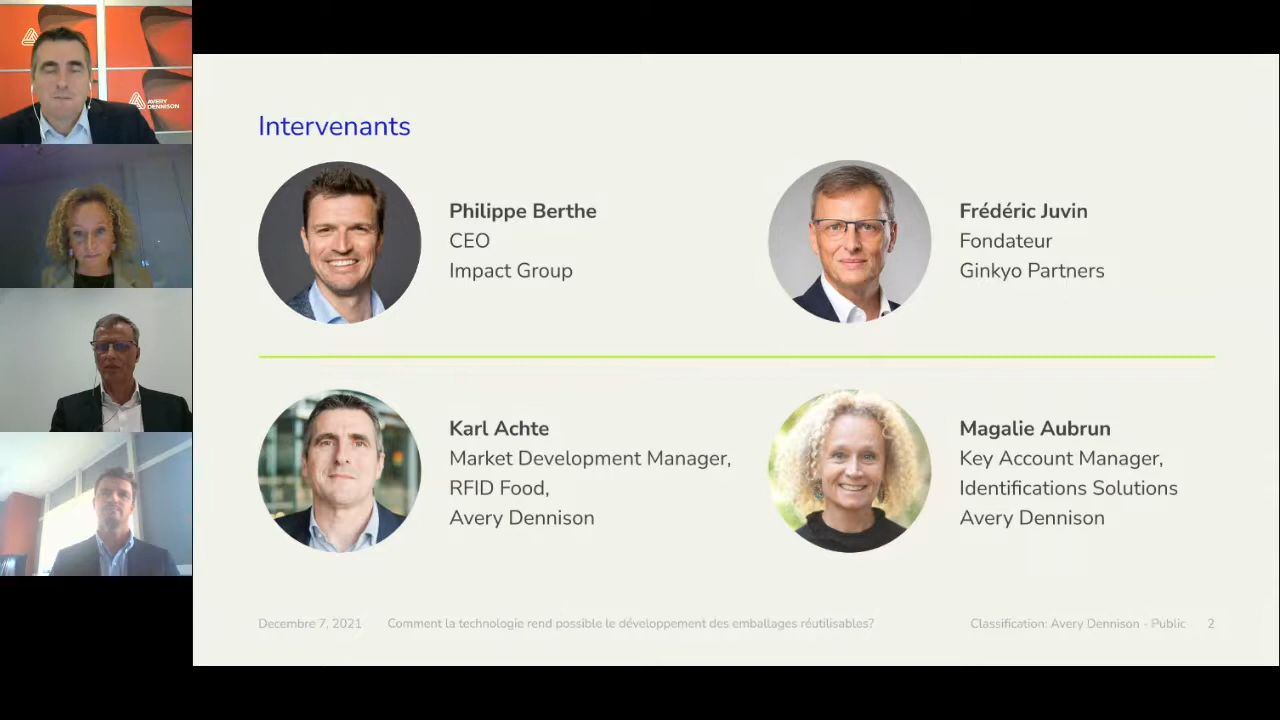 AVERY
DENNISON
Intervenants
Philippe Berthe
CEO
Impact Group
Frédéric Juvin
Fondateur
Ginkyo Partners
Karl Achte
Market Development Manager,
RFID Food,
Avery Dennison
Magalie Aubrun
Key Account Manager,
Identifications Solutions
Avery Dennison
Decembre 7, 2021 Comment la technologie rend possible le développement des emballages réutilisables? Classification: Avery Dennison - Public 2